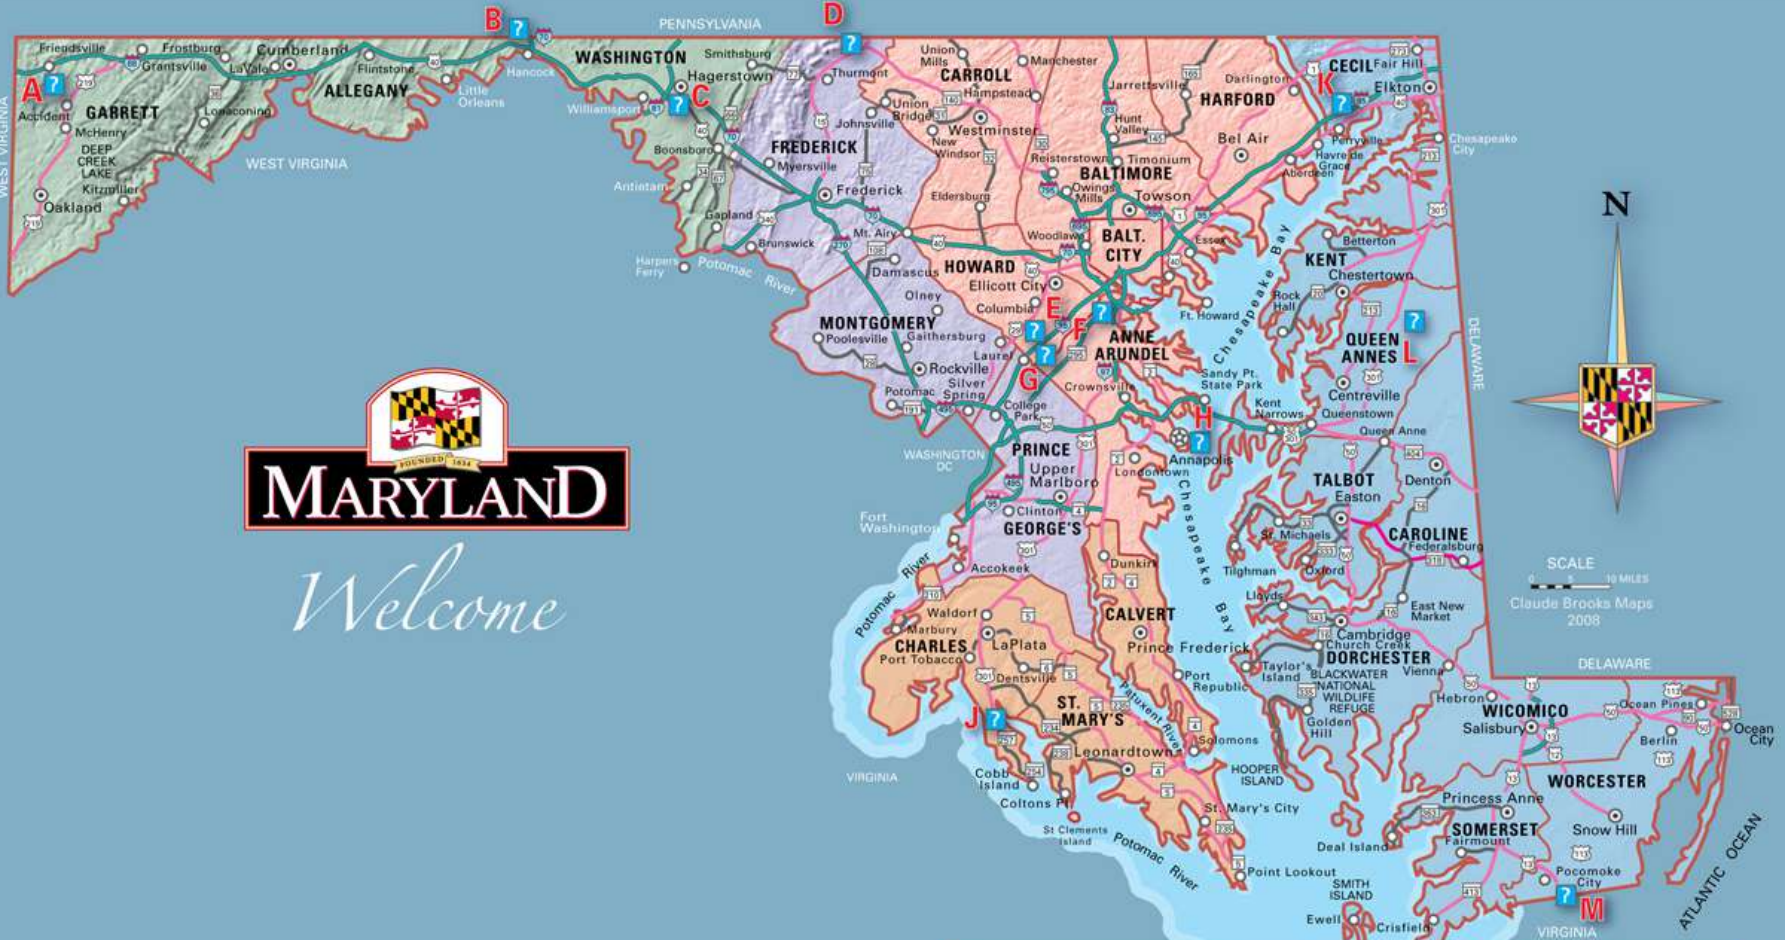 PENNSYLVANIA
A
B
C
D
E
F
G
H
J
K
L
M
?
WEST VIRGINIA
Friendsville
Grantsville
Frostburg
LaVale
Cumberland
Flintstone
Little
Orleans
Hancock
ALLEGANY
GARRETT
Accident
McHenry
DEEP
CREEK
LAKE
Kitzmiller
Oakland
Lonaconing
WEST VIRGINIA
WASHINGTON
Smithsburg
Hagerstown
Williamsport
Boonsboro
Antietam
Gapland
Harpers
Ferry
Potomac River
Brunswick
Thurmont
Johnsville
FREDERICK
Myersville
Frederick
Mt. Airy
Union
Mills
Manchester
CARROLL
Hampstead
Union
Bridge
Westminster
New
Windsor
Eldersburg
Jarrettsville
Darlington
HARFORD
Hunt
Valley
Bel Air
Reisterstown
Timonium
BALTIMORE
Owings
Mills
Towson
Woodlawn
BALT.
CITY
Essex
CECIL
Fair Hill
Elkton
Perryville
Havre de
Grace
Aberdeen
Chesapeake
City
Betterton
KENT
Chestertown
Rock
Hall
Chesapeake Bay
Ft. Howard
Damascus
HOWARD
Ellicott City
Olney
Columbia
MONTGOMERY
Poolesville
Gaithersburg
Laurel
Rockville
Silver
Spring
Potomac
College
Park
ANNE
ARUNDEL
Crownsville
Sandy Pt.
State Park
QUEEN
ANNES
Centreville
Kent
Narrows
Queenstown
Queen Anne
DELAWARE
WASHINGTON
DC
PRINCE
Upper
Marlboro
Clinton
GEORGE'S
Londontown
Annapolis
TALBOT
Easton
Denton
CAROLINE
Federalsburg
St. Michaels
Oxford
Tilghman
Fort
Washington
Potomac River
Accokeek
Dunkirk
Chesapeake Bay
Waldorf
Marbury
CHARLES
LaPlata
Port Tobacco
Dentsville
CALVERT
Prince Frederick
Port
Republic
Patuxent River
ST.
MARY'S
Leonardtown
Solomons
Cobb
Island
Coltons Pt.
St Clements
Island
Potomac River
St. Mary's City
Point Lookout
VIRGINIA
Lloyds
East New
Market
Cambridge
Church Creek
DORCHESTER
Vienna
Taylor's
Island
BLACKWATER
NATIONAL
WILDLIFE
REFUGE
Golden
Hill
HOOPER
ISLAND
DELAWARE
Hebron
WICOMICO
Salisbury
Ocean Pines
Berlin
Ocean
City
WORCESTER
Princess Anne
SOMERSET
Fairmount
Deal Island
Snow Hill
Pocomoke
City
SMITH
ISLAND
Ewell
Crisfield
VIRGINIA
ATLANTIC OCEAN
FOUNDED 1634
MARYLAND
Welcome
N
SCALE
0 5 10 MILES
Claude Brooks Maps
2008